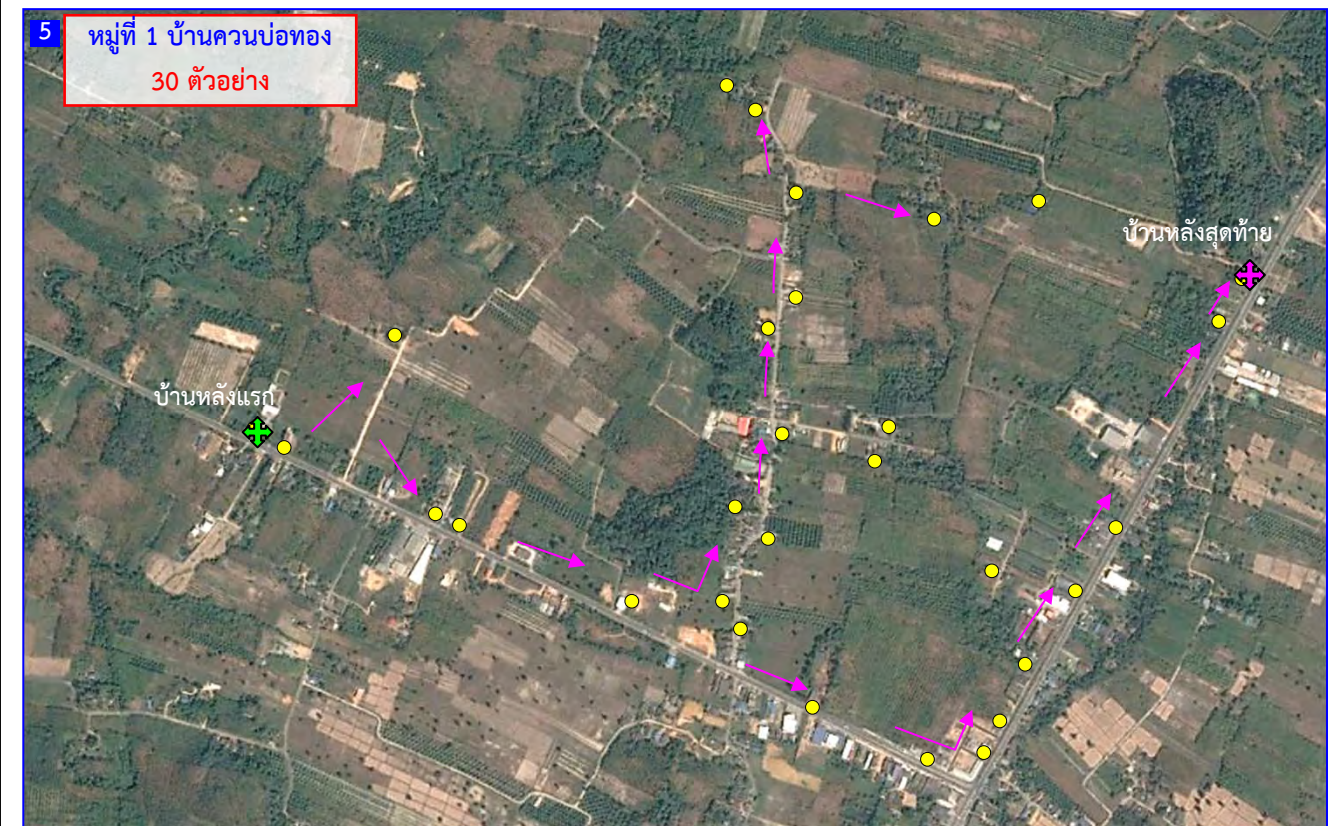 5
หมู่ที่ 1 บ้านควนบ่อทอง
30 ตัวอย่าง
บ้านหลังสุดท้าย
บ้านหลังแรก